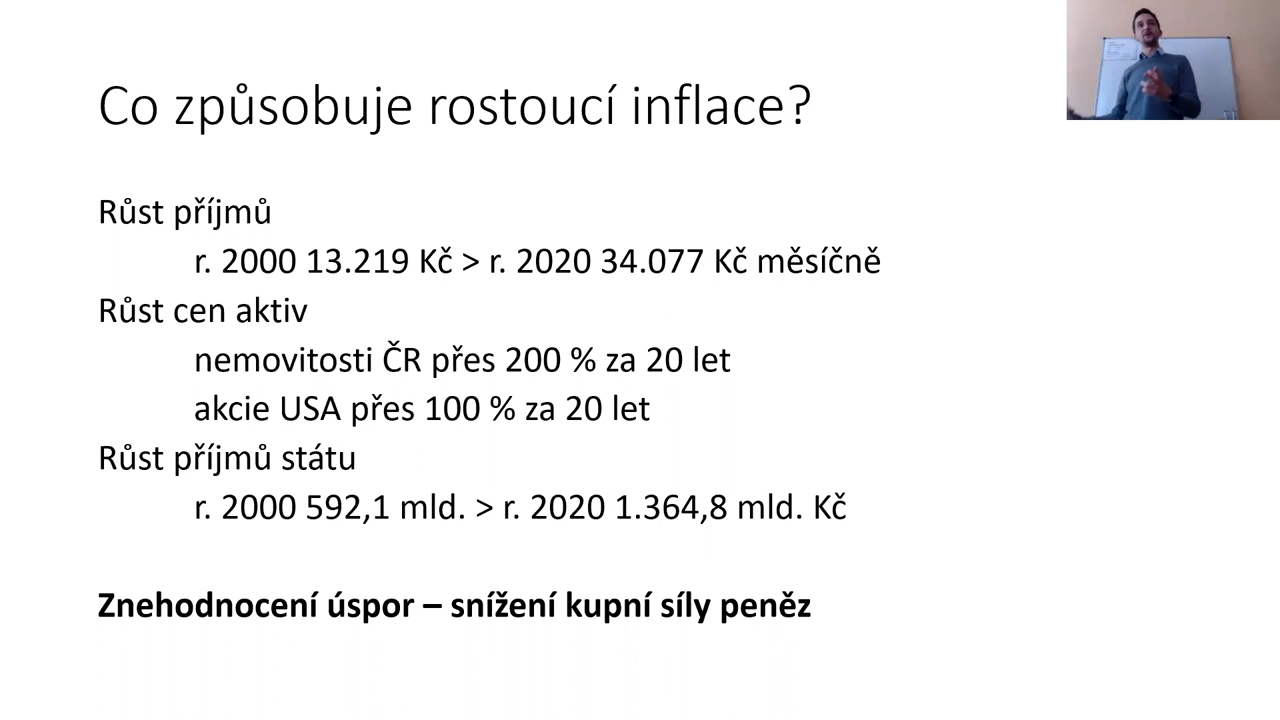 Co způsobuje rostoucí inflace?
Růst příjmů
r. 2000 13.219 Kč > r. 2020 34.077 Kč měsíčně
Růst cen aktiv
nemovitosti ČR přes 200 % za 20 let
akcie USA přes 100 % za 20 let
Růst příjmů státu
r. 2000 592,1 mld. > r. 2020 1.364,8 mld. Kč
Znehodnocení úspor – snížení kupní síly peněz